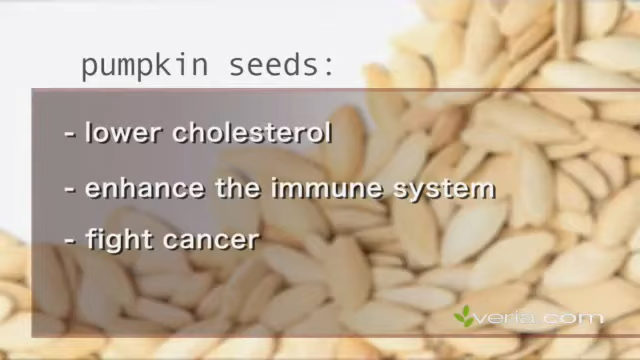 pumpkin seeds:
- lower cholesterol
- enhance the immune system
- fight cancer
veria.com